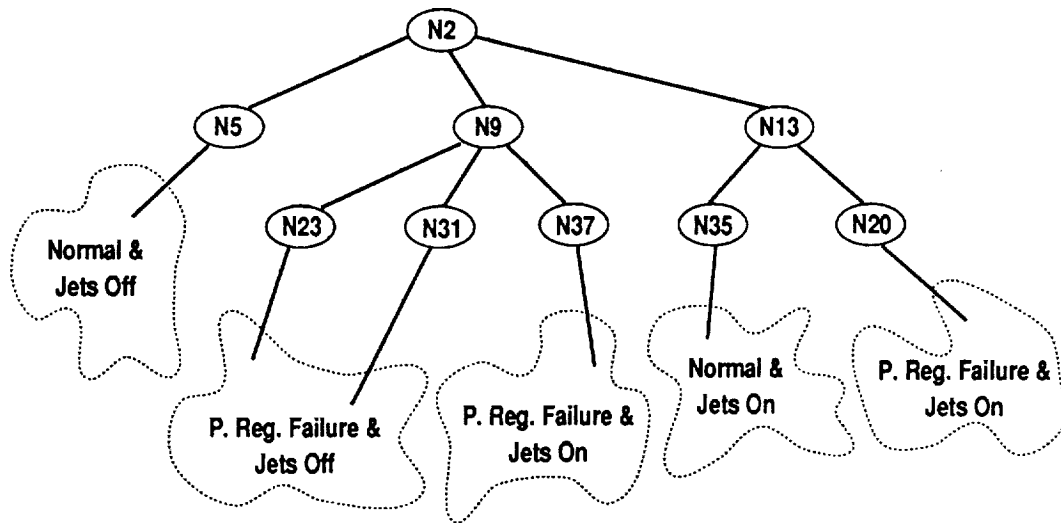 N2
N5
N9
N13
N23
N31
N37
N35
N20
Normal &
Jets Off
P. Reg. Failure &
Jets Off
P. Reg. Failure &
Jets On
Normal &
Jets On
P. Reg. Failure &
Jets On